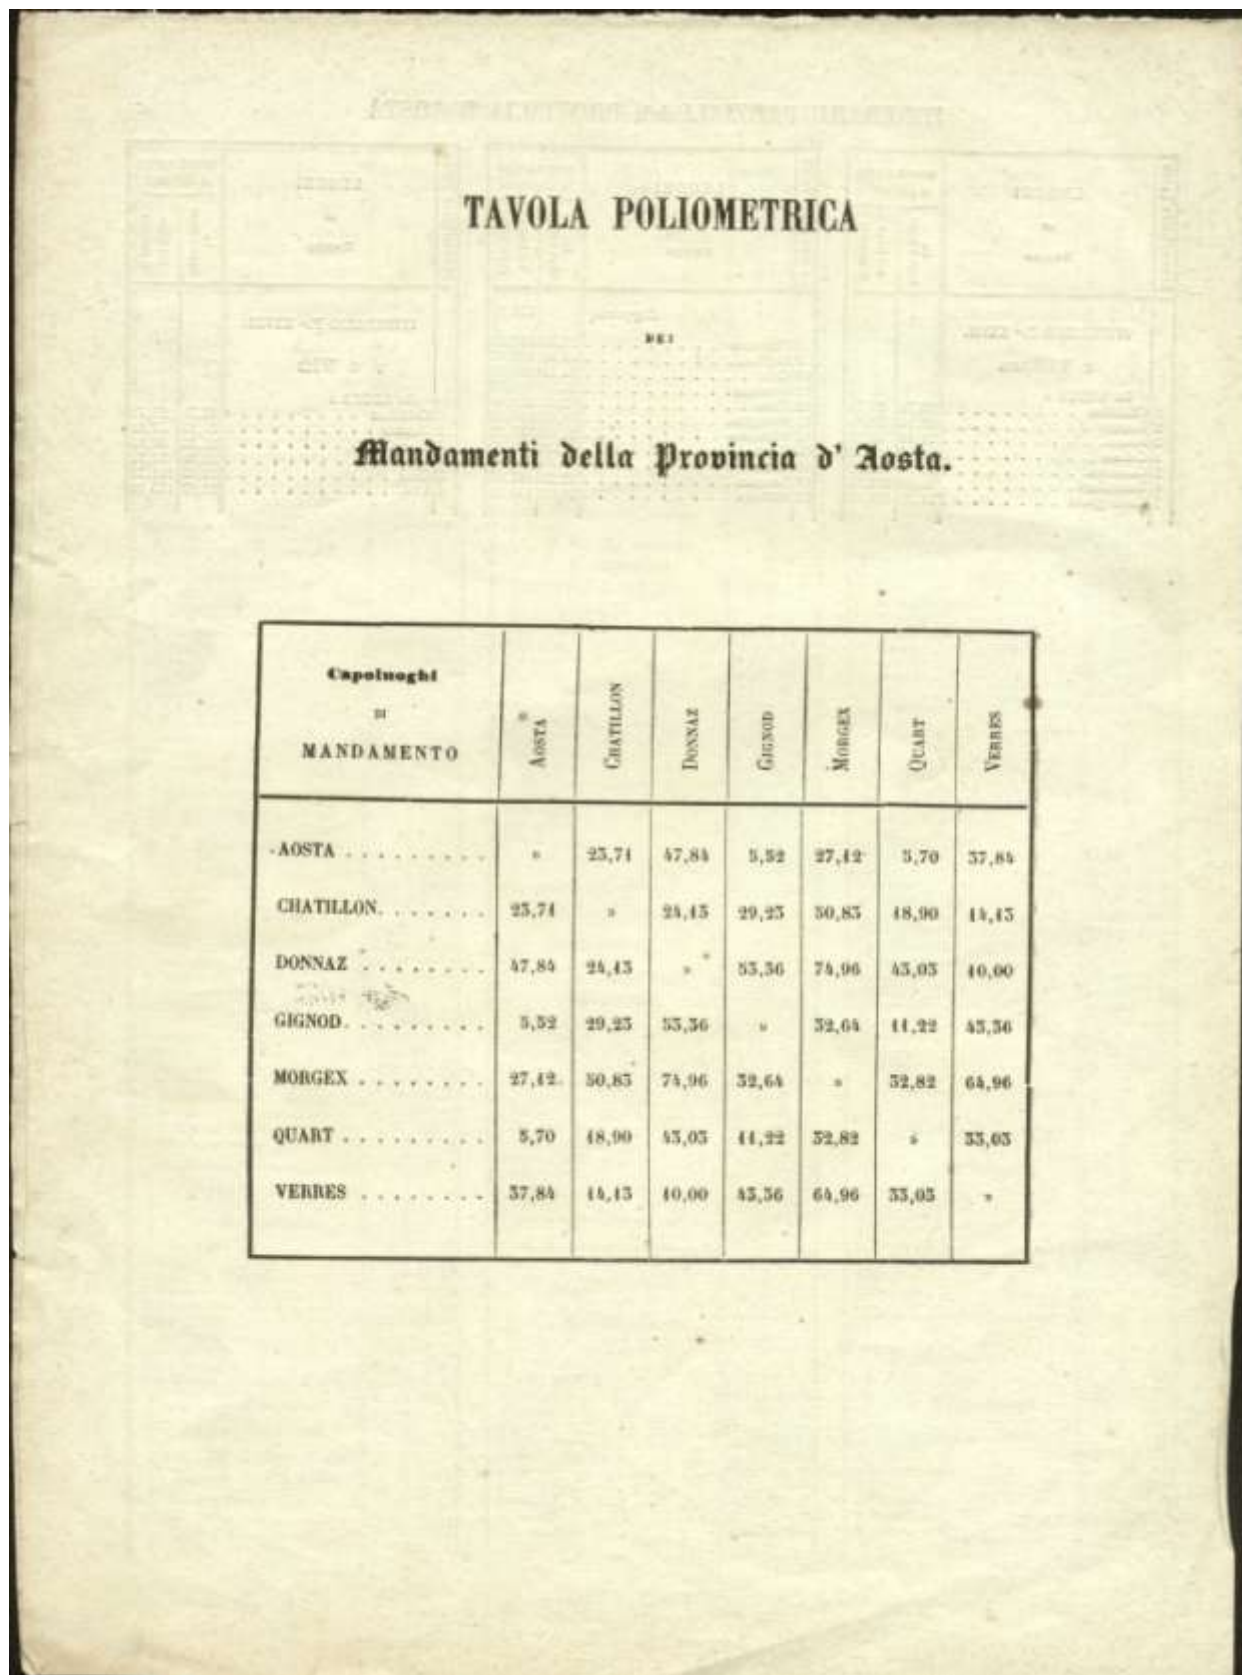 TAVOLA POLIOMETRICA
DEI
Mandamenti della Provincia d' Aosta.
Capoluoghi
DI
MANDAMENTO
AOSTA CHATILLON DONNAZ GIGNOD MORGEX QUART VERRES
AOSTA . . . . . . . . . » 23,71 47,84 5,52 27,12 5,70 37,84
CHATILLON. . . . . . . 23,71 » 24,13 29,23 50,83 18,90 14,13
DONNAZ . . . . . . . . 47,84 24,13 » 53,36 74,96 43,03 10,00
GIGNOD. . . . . . . . . 5,52 29,23 53,36 » 32,64 11,22 43,36
MORGEX . . . . . . . . 27,12 50,83 74,96 32,64 » 32,82 64,96
QUART . . . . . . . . . 5,70 18,90 43,03 11,22 32,82 » 33,03
VERRES . . . . . . . . 37,84 14,13 10,00 43,36 64,96 33,03 »